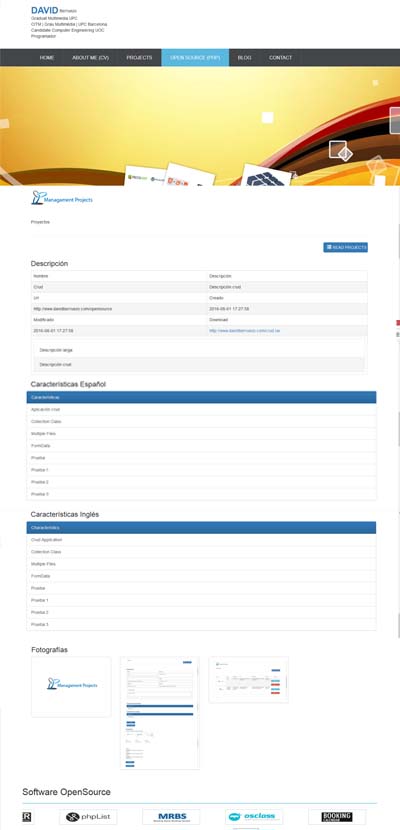 DAVID Berruezo
Graduat Multimèdia UPC
CITM | Grau Multimèdia | UPC Barcelona
Candidate Computer Engineering UOC
Programador
HOME ABOUT ME (CV) PROJECTS OPEN SOURCE (PHP) BLOG CONTACT
Management Projects
Proyectos
READ PROJECTS
Descripción
Nombre Descripción
Crud Descripción crud
Url Creado
http://www.davidberruezo.com/opensource 2016-06-01 17:27:58
Modificado Download
2016-06-01 17:27:58 http://www.davidberruezo.com/crud.rar
Descripción larga
Descripción crud
Características Español
Características
Aplicación crud
Collection Class
Multiple Files
FormData
Prueba
Prueba 1
Prueba 2
Prueba 3
Características Inglés
Characteristics
Crud Application
Collection Class
Multiple Files
FormData
Prueba
Prueba 1
Prueba 2
Prueba 3
Fotografías
Management Projects
Software OpenSource
R phpList MRBS osclass BOOKING CALENDAR